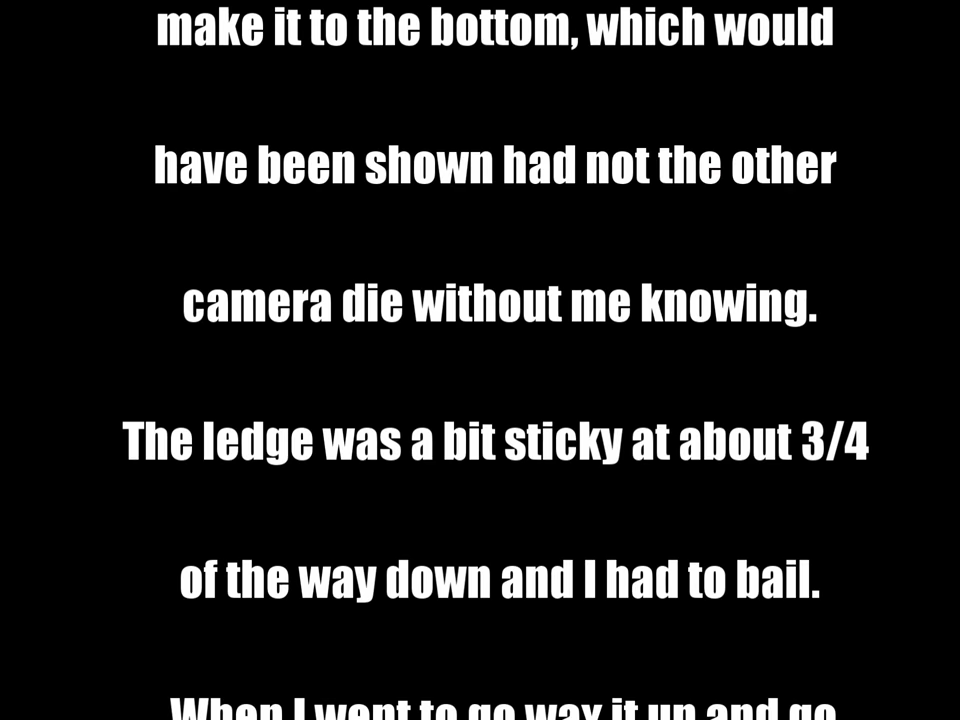 make it to the bottom, which would
have been shown had not the other
camera die without me knowing.
The ledge was a bit sticky at about 3/4
of the way down and I had to bail.
When I went to go wax it up and go